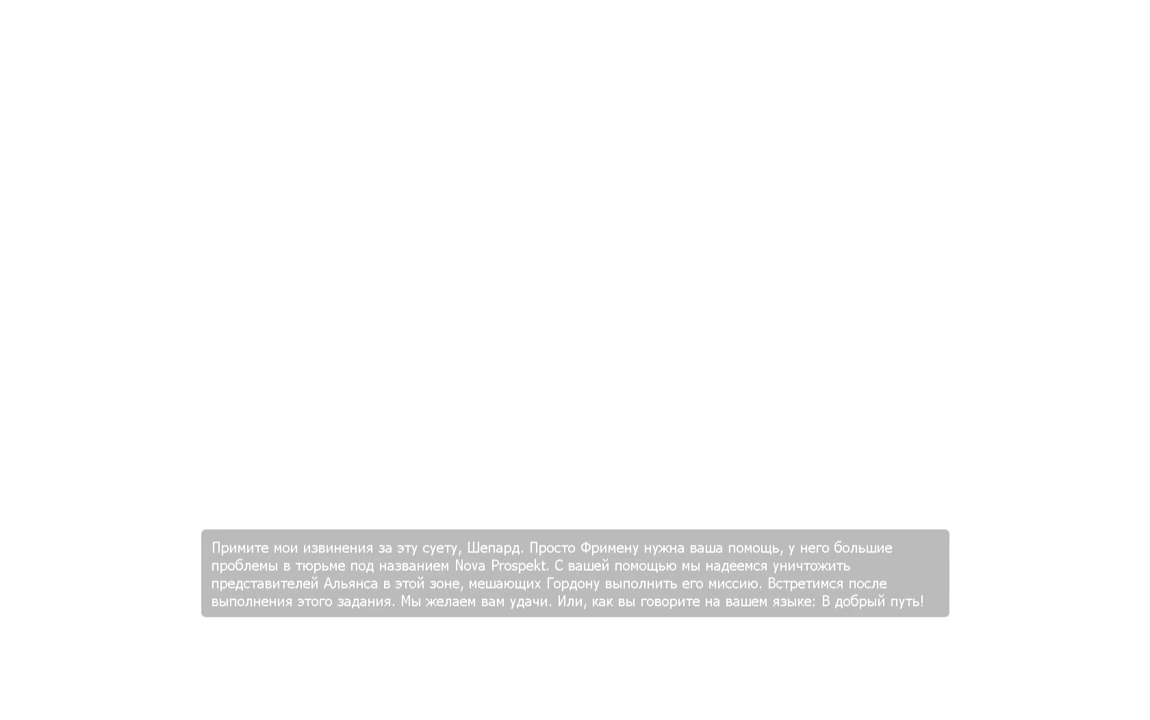 Примите мои извинения за эту суету, Шепард. Просто Фримену нужна ваша помощь, у него большие
проблемы в тюрьме под названием Nova Prospekt. С вашей помощью мы надеемся уничтожить
представителей Альянса в этой зоне, мешающих Гордону выполнить его миссию. Встретимся после
выполнения этого задания. Мы желаем вам удачи. Или, как вы говорите на вашем языке: В добрый путь!